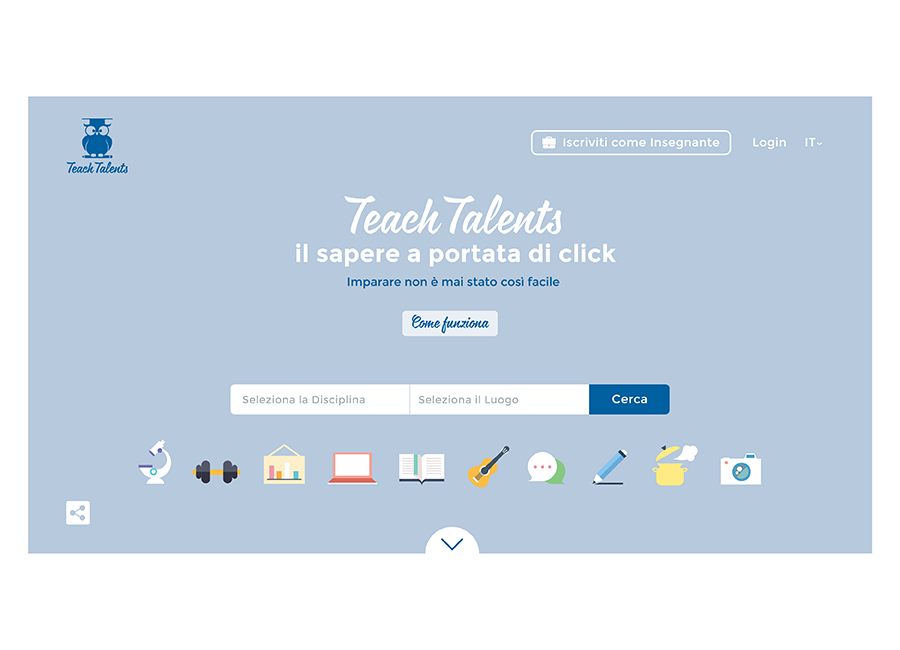 Teach Talents
Iscriviti come Insegnante
Login
IT
Teach Talents
il sapere a portata di click
Imparare non è mai stato così facile
Come funziona
Seleziona la Disciplina
Seleziona il Luogo
Cerca